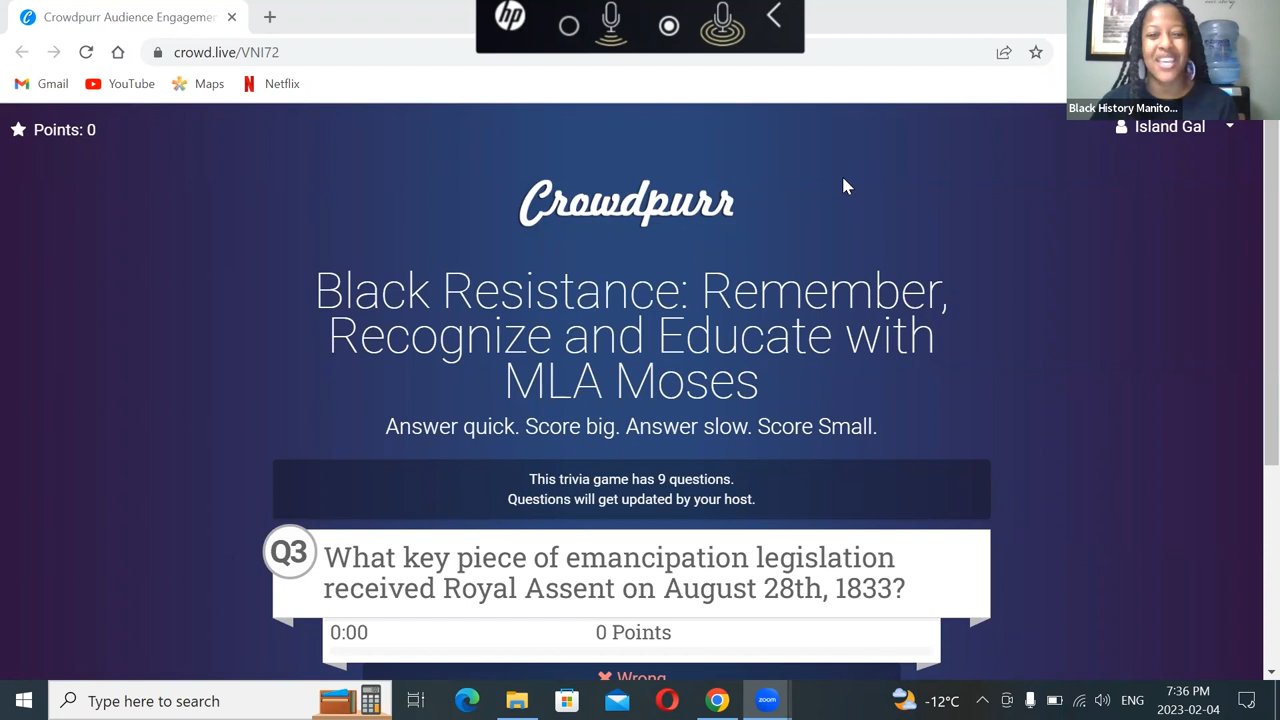 Crowdpurr Audience Engagemen
hp
crowd.live/VNI72
Gmail
YouTube
Maps
Netflix
Black History Manito...
Points: 0
Island Gal
Crowdpurr
Black Resistance: Remember,
Recognize and Educate with
MLA Moses
Answer quick. Score big. Answer slow. Score Small.
This trivia game has 9 questions.
Questions will get updated by your host.
Q3
What key piece of emancipation legislation
received Royal Assent on August 28th, 1833?
0:00
0 Points
Wrong
Type here to search
-12°C
ENG
7:36 PM
2023-02-04